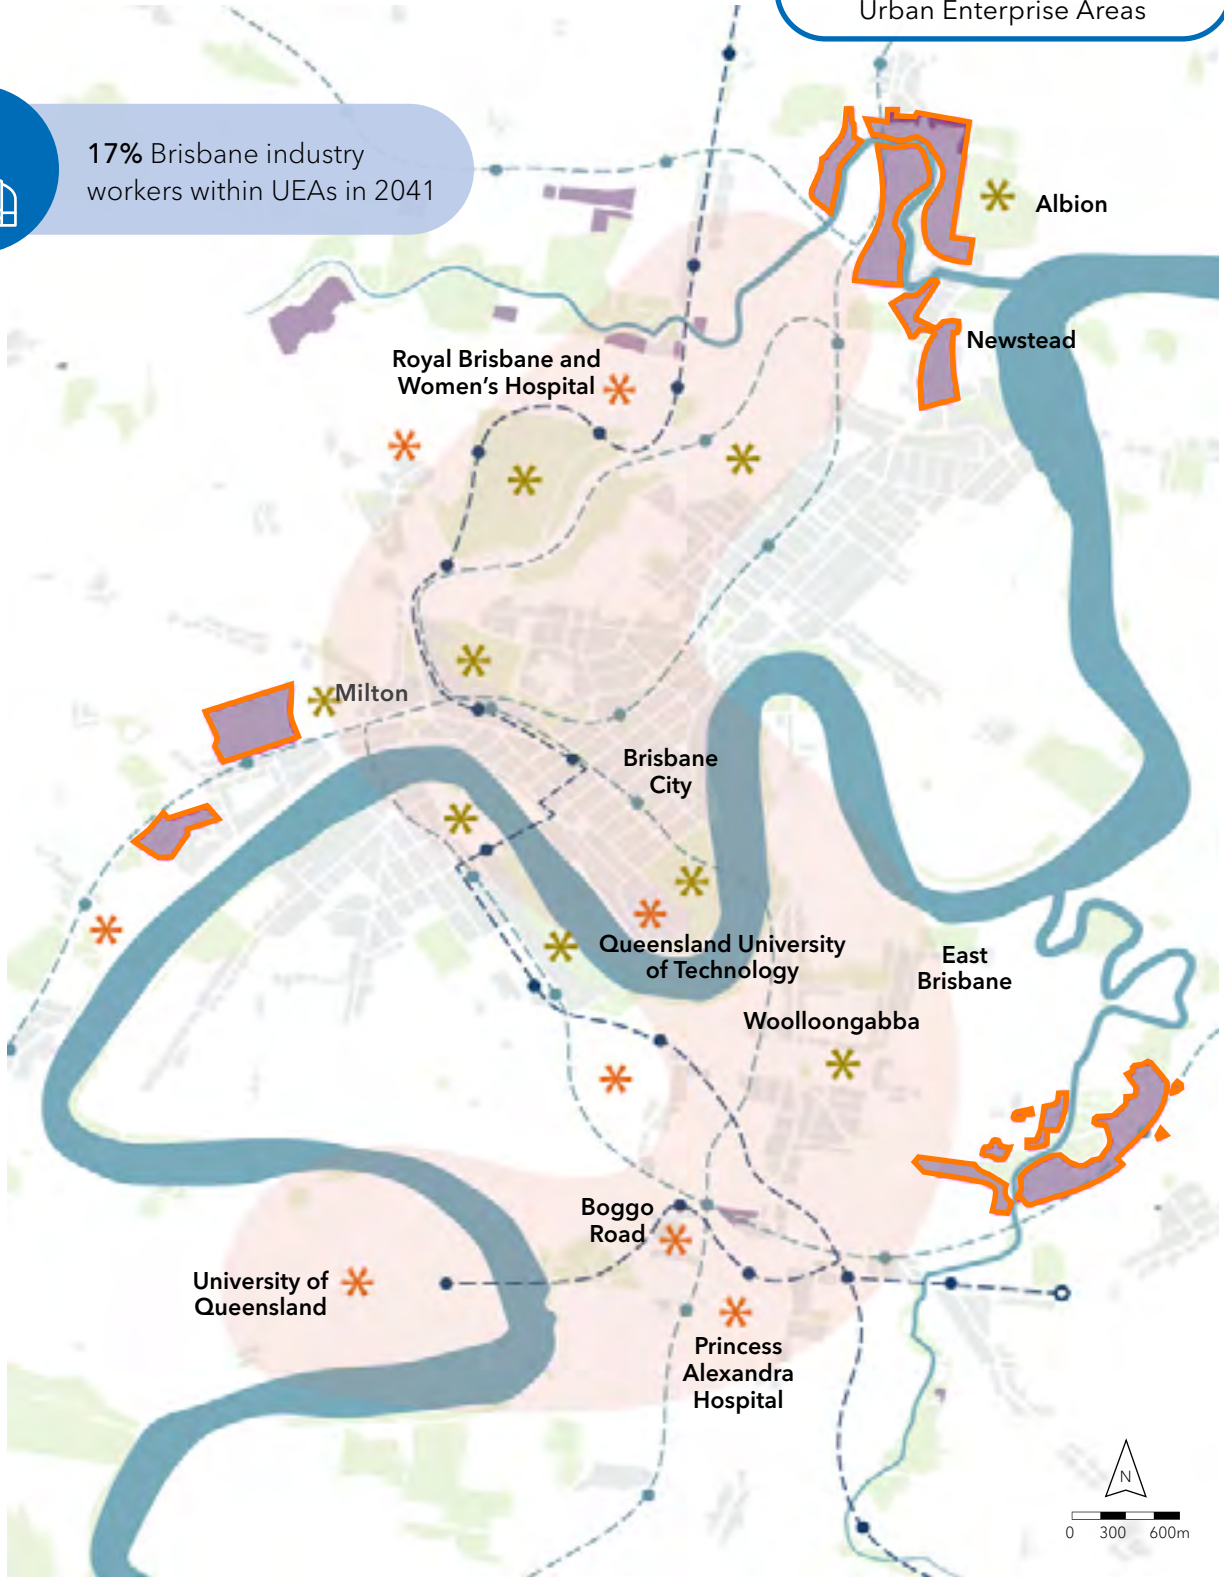 Urban Enterprise Areas
17% Brisbane industry
workers within UEAs in 2041
Albion
Newstead
Royal Brisbane and
Women's Hospital
Milton
Brisbane
City
Queensland University
of Technology
East
Brisbane
Woolloongabba
Boggo
Road
University of
Queensland
Princess
Alexandra
Hospital
N
0 300 600m